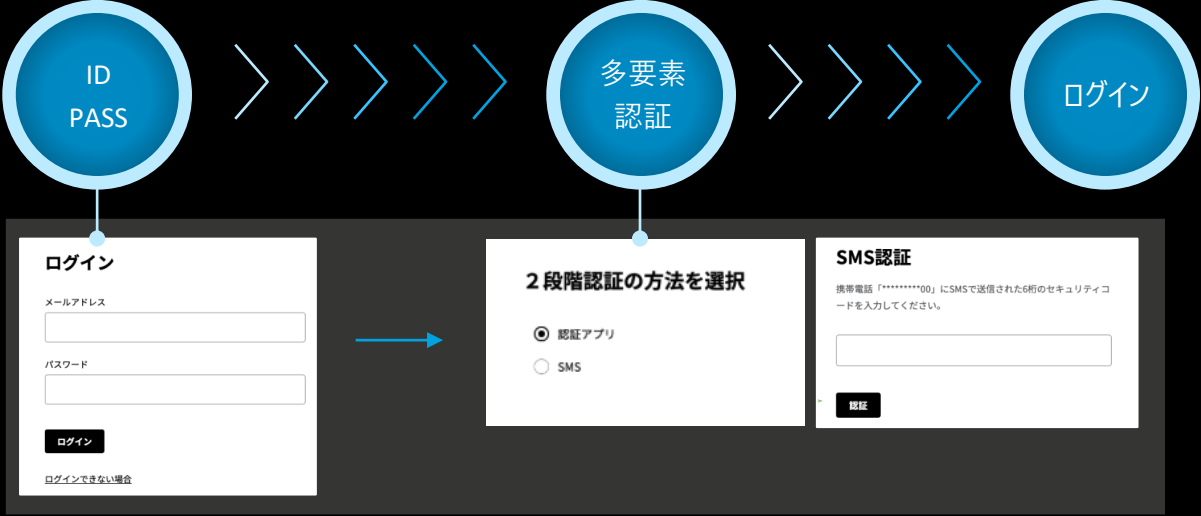 ID
PASS
多要素
認証
ログイン
ログイン
メールアドレス
パスワード
ログイン
ログインできない場合
２段階認証の方法を選択
認証アプリ
SMS
SMS認証
携帯電話「*********00」にSMSで送信された6桁のセキュリティコ
ードを入力してください。
認証